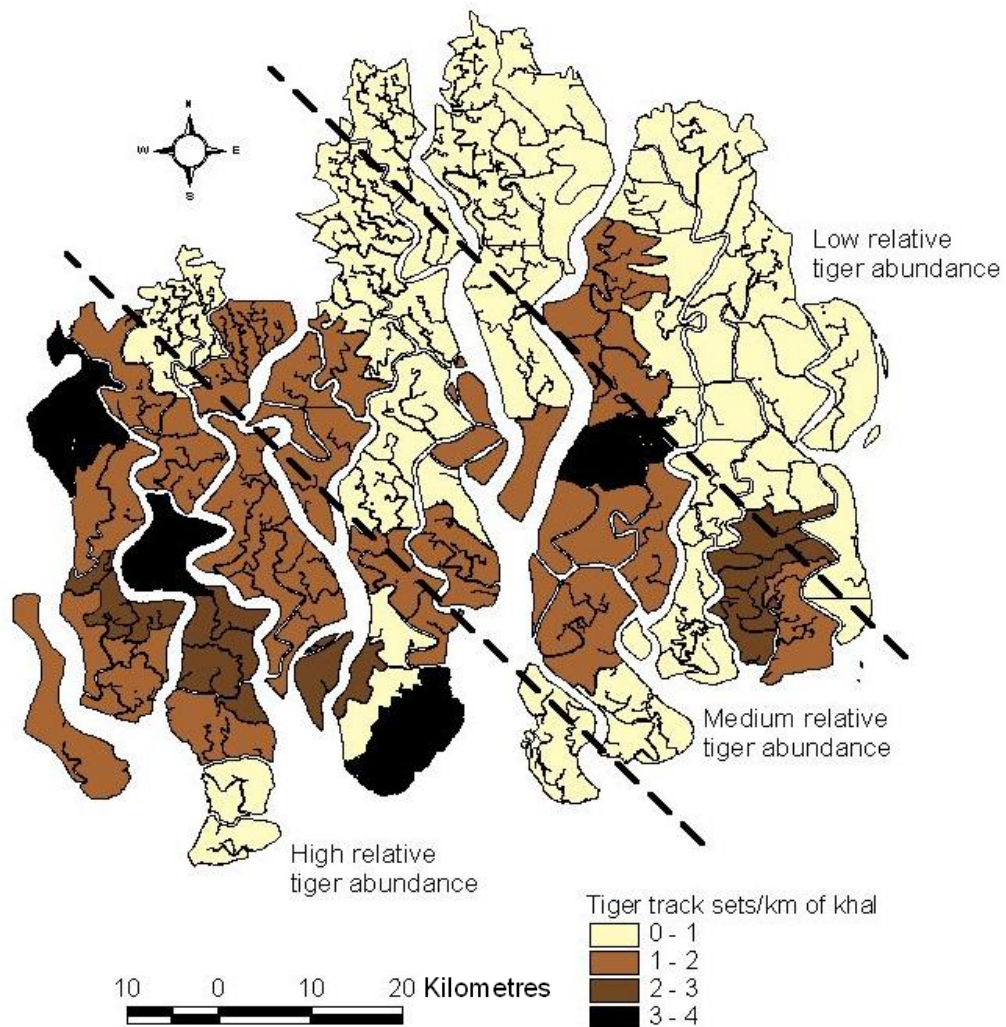 N
W E
S
Low relative
tiger abundance
Medium relative
tiger abundance
High relative
tiger abundance
Tiger track sets/km of khal
0 - 1
1 - 2
2 - 3
3 - 4
10 0 10 20 Kilometres